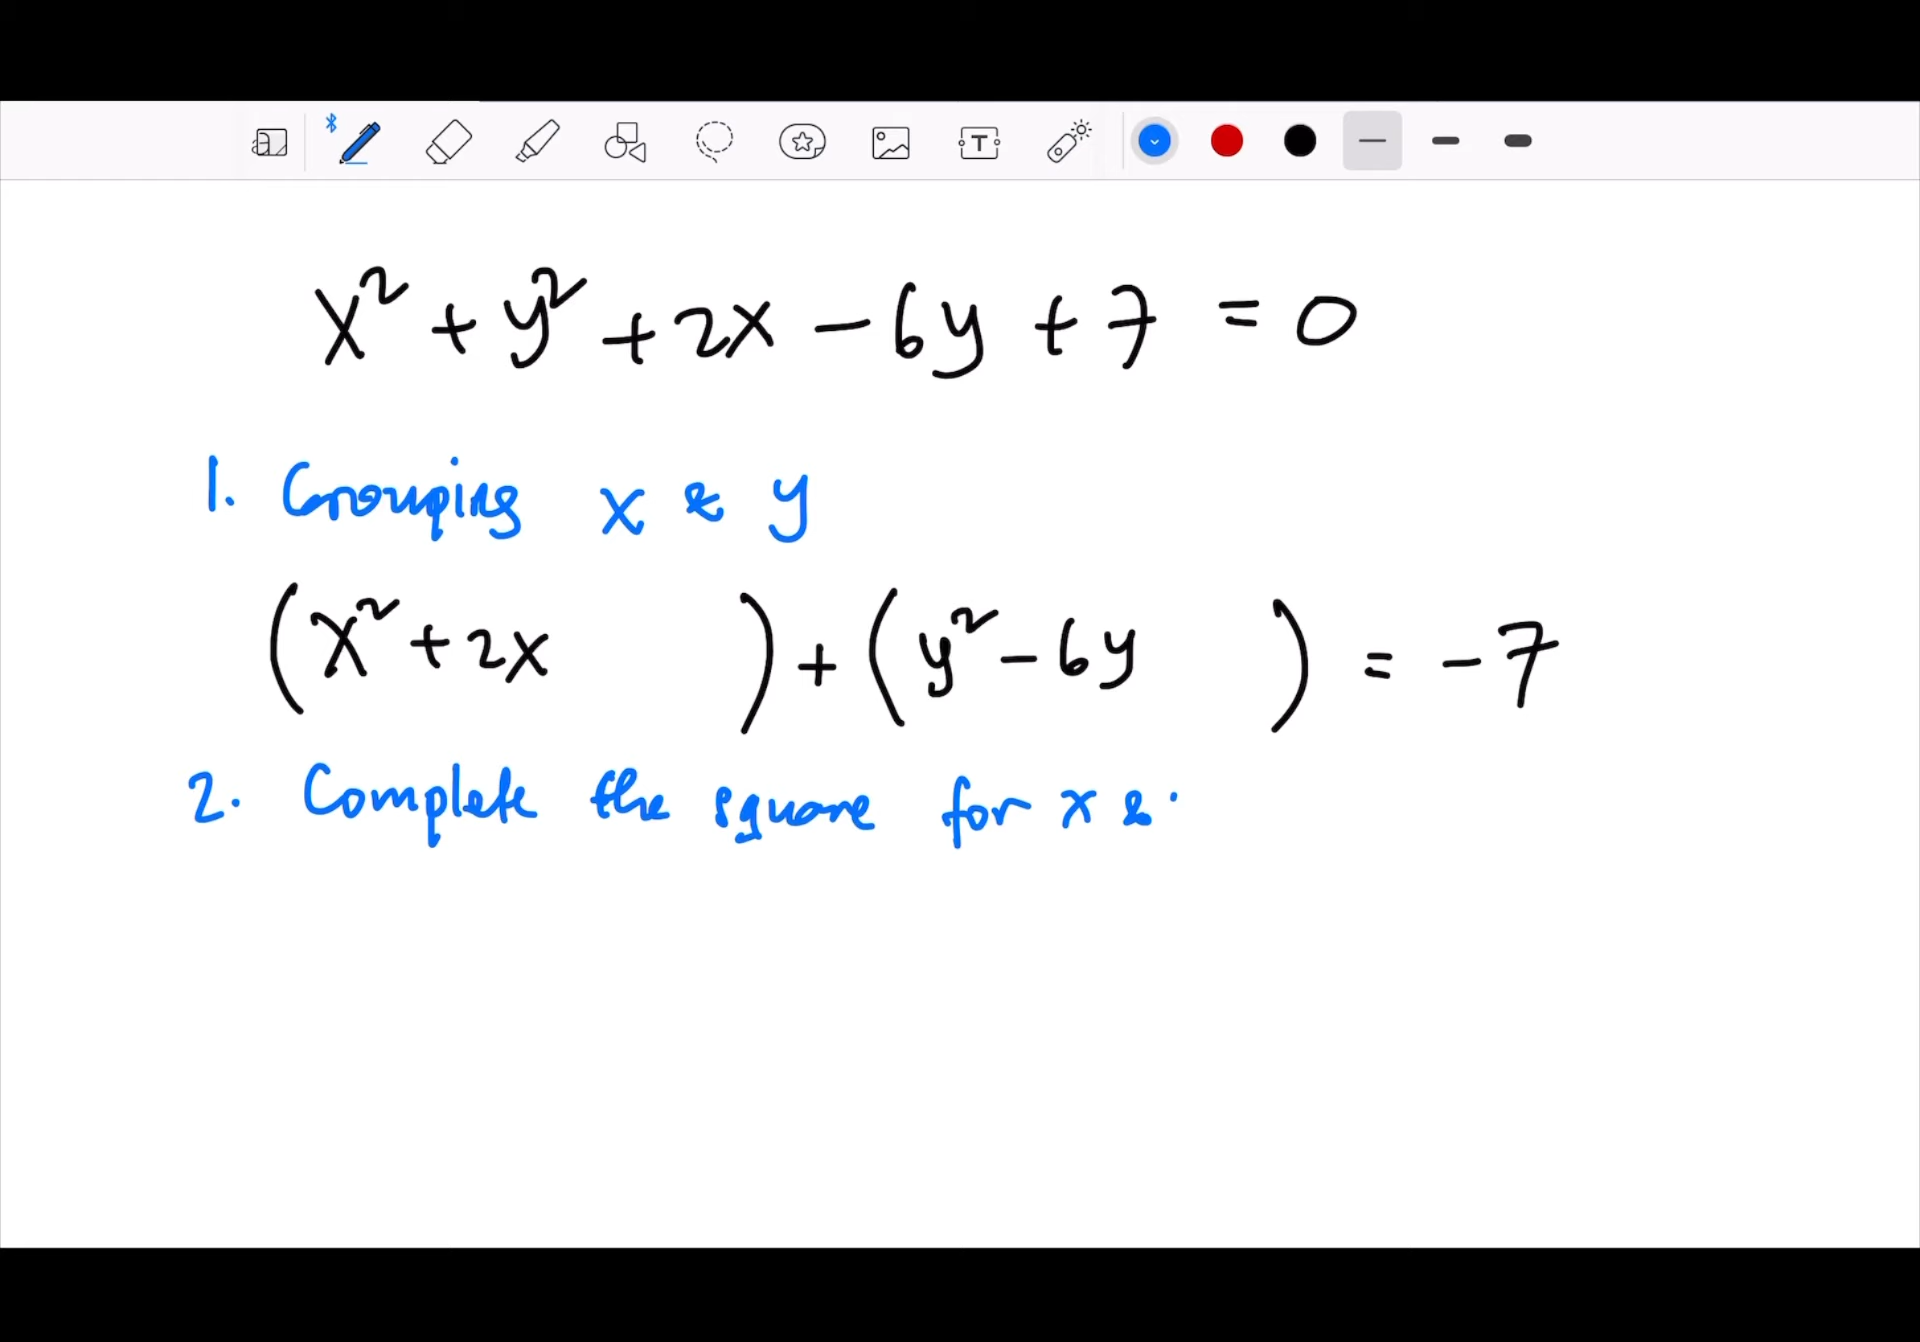 x² + y² + 2x - 6y + 7 = 0
1. Grouping x & y
(x² + 2x ) + (y² - 6y ) = -7
2. Complete the square for x &